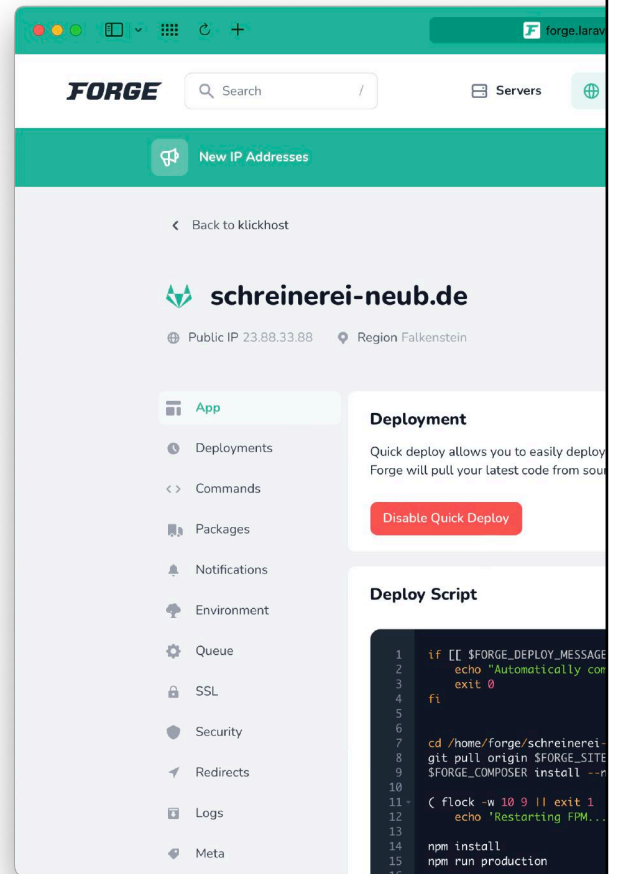 forge.larav
FORGE
Search /
Servers
New IP Addresses
Back to klickhost
schreinerei-neub.de
Public IP 23.88.33.88 Region Falkenstein
App
Deployments
Commands
Packages
Notifications
Environment
Queue
SSL
Security
Redirects
Logs
Meta
Deployment
Quick deploy allows you to easily deploy
Forge will pull your latest code from sour
Disable Quick Deploy
Deploy Script
1 if [[ $FORGE_DEPLOY_MESSAGE
2 echo "Automatically com
3 exit 0
4 fi
5
6
7 cd /home/forge/schreinerei-
8 git pull origin $FORGE_SITE
9 $FORGE_COMPOSER install --n
10
11 ( flock -w 10 9 || exit 1
12 echo 'Restarting FPM...
13
14 npm install
15 npm run production
16